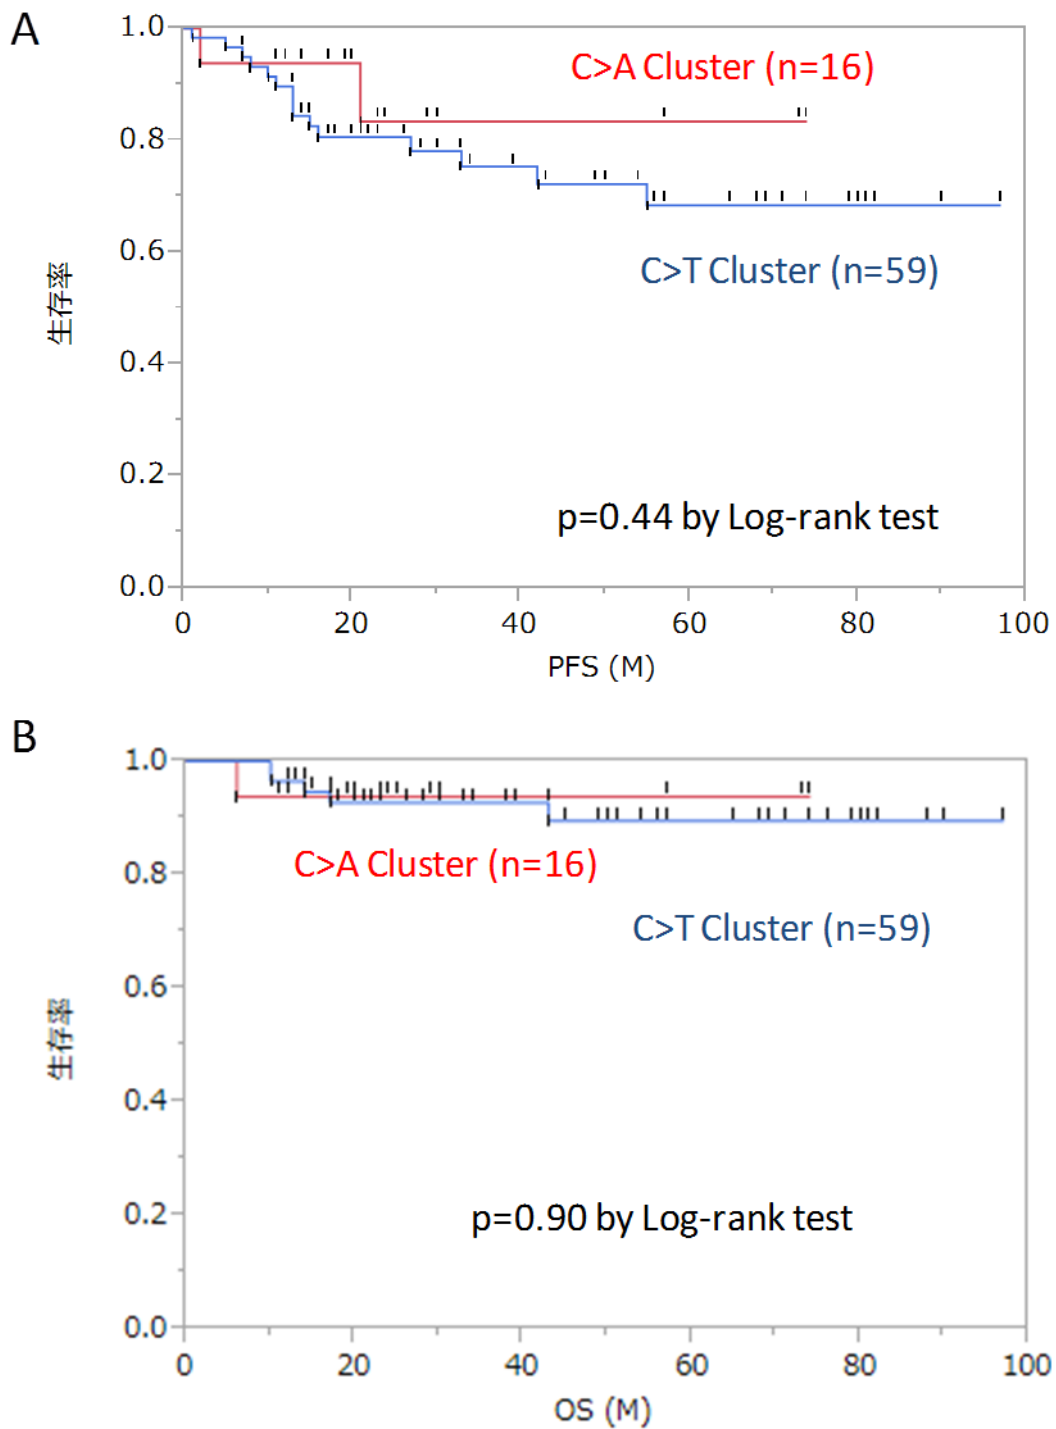 A
1.0
C>A Cluster (n=16)
0.8
0.6
C>T Cluster (n=59)
生存率
0.4
0.2
p=0.44 by Log-rank test
0.0
0 20 40 60 80 100
PFS (M)
B
1.0
C>A Cluster (n=16)
0.8
C>T Cluster (n=59)
0.6
生存率
0.4
0.2
p=0.90 by Log-rank test
0.0
0 20 40 60 80 100
OS (M)